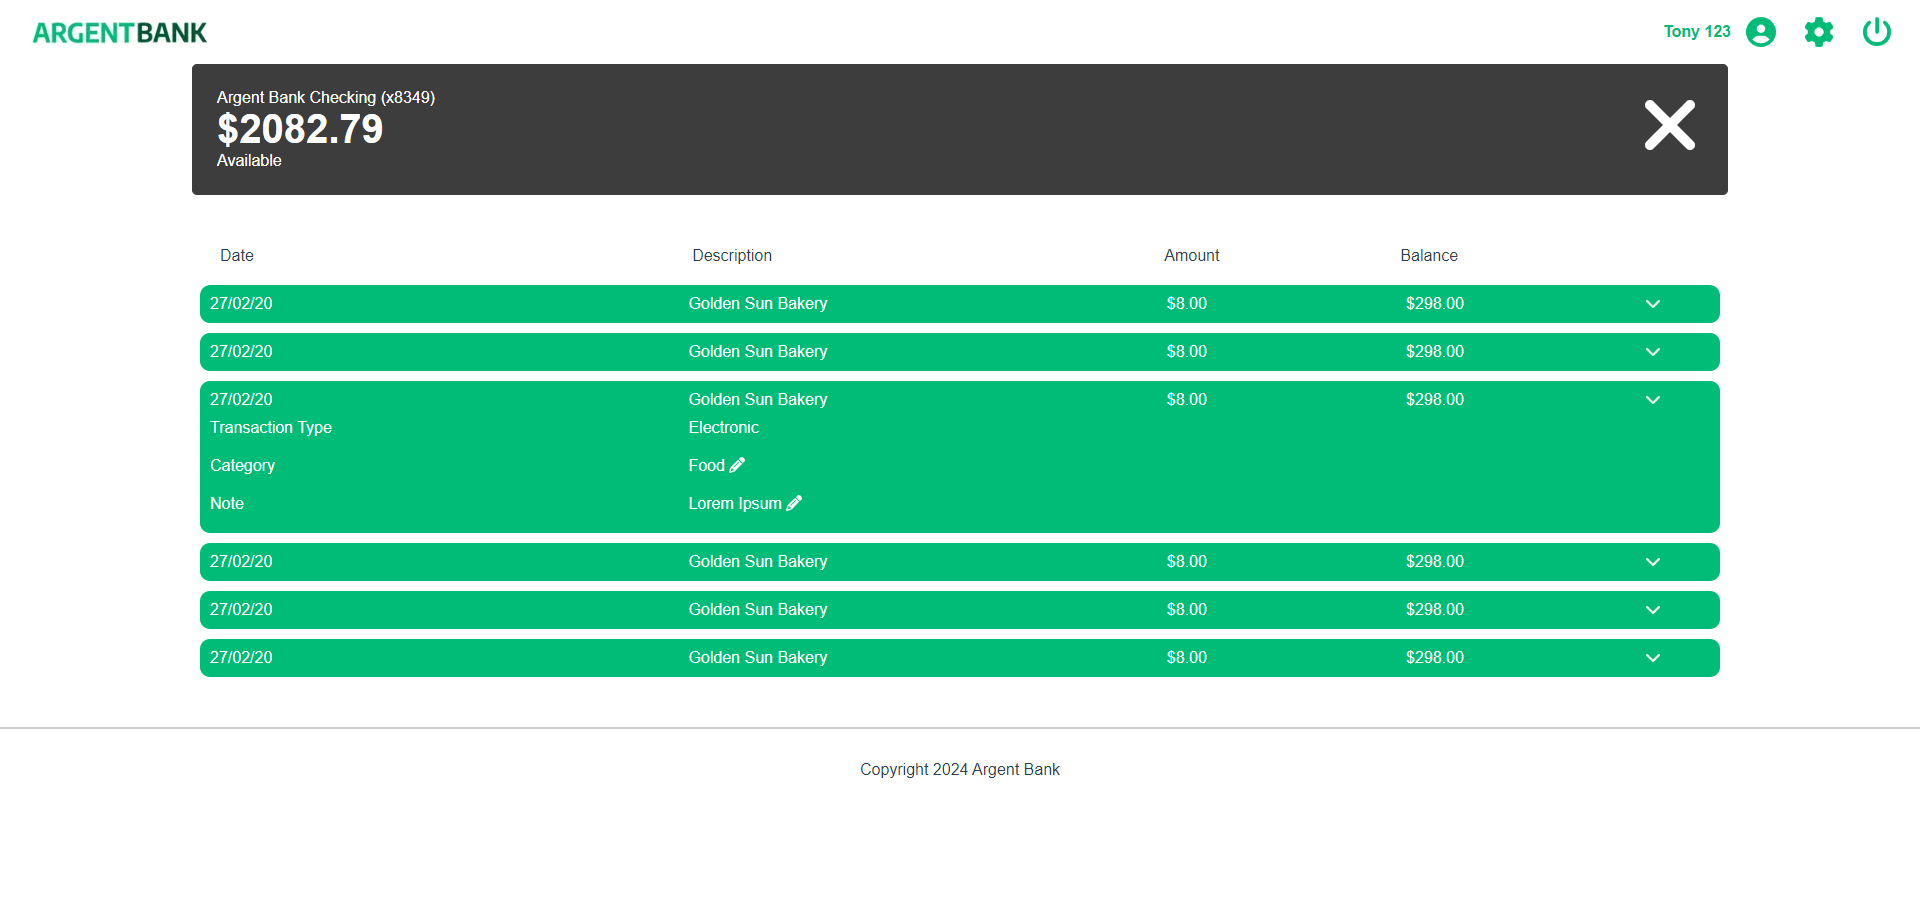 ARGENTBANK
Tony 123
Argent Bank Checking (x8349)
$2082.79
Available
Date Description Amount Balance
27/02/20 Golden Sun Bakery $8.00 $298.00
27/02/20 Golden Sun Bakery $8.00 $298.00
27/02/20 Golden Sun Bakery $8.00 $298.00
Transaction Type Electronic
Category Food
Note Lorem Ipsum
27/02/20 Golden Sun Bakery $8.00 $298.00
27/02/20 Golden Sun Bakery $8.00 $298.00
27/02/20 Golden Sun Bakery $8.00 $298.00
Copyright 2024 Argent Bank